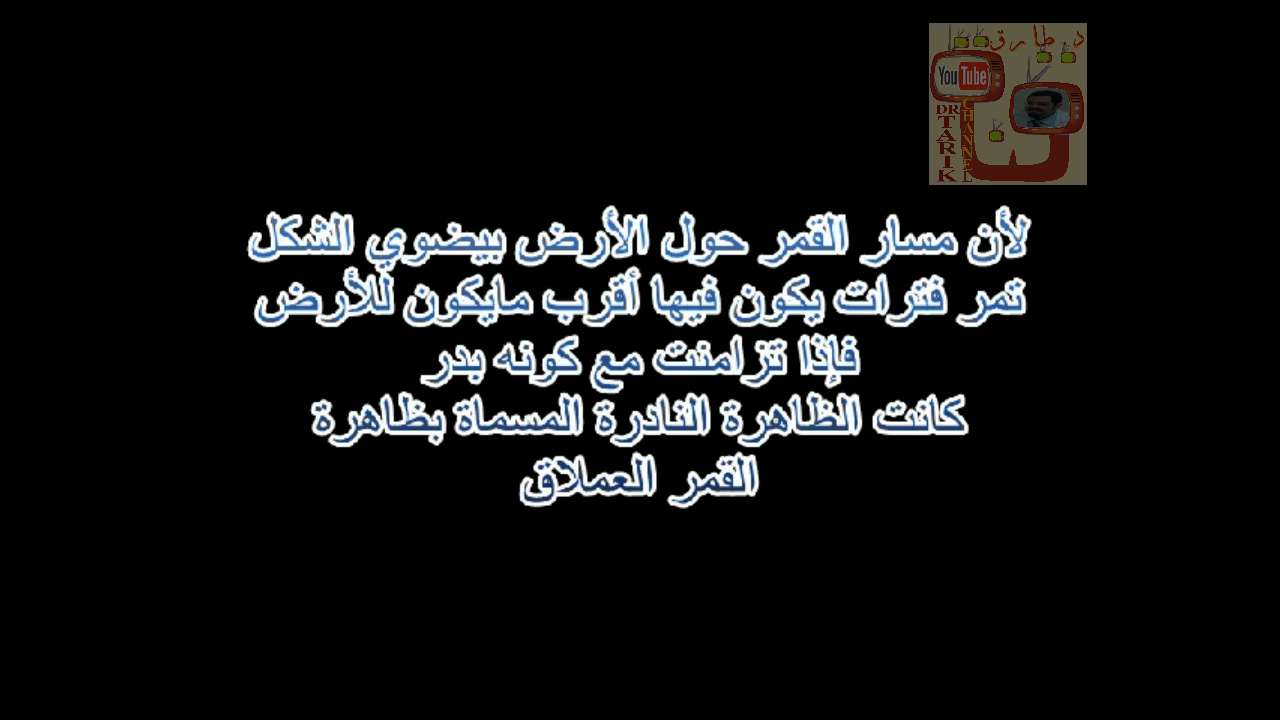 د. طارق
YouTube
DR TARIK
CHANNEL
لأن مسار القمر حول الأرض بيضوي الشكل
تمر فترات يكون فيها أقرب مايكون للأرض
فإذا تزامنت مع كونه بدر
كانت الظاهرة النادرة المسماة بظاهرة
القمر العملاق